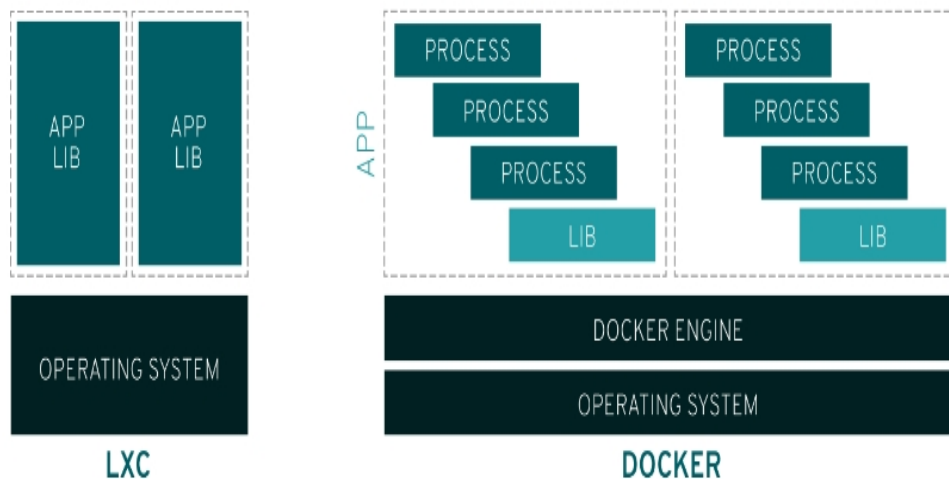 APP
LIB
APP
LIB
OPERATING SYSTEM
LXC
APP
PROCESS
PROCESS
PROCESS
LIB
PROCESS
PROCESS
PROCESS
LIB
DOCKER ENGINE
OPERATING SYSTEM
DOCKER